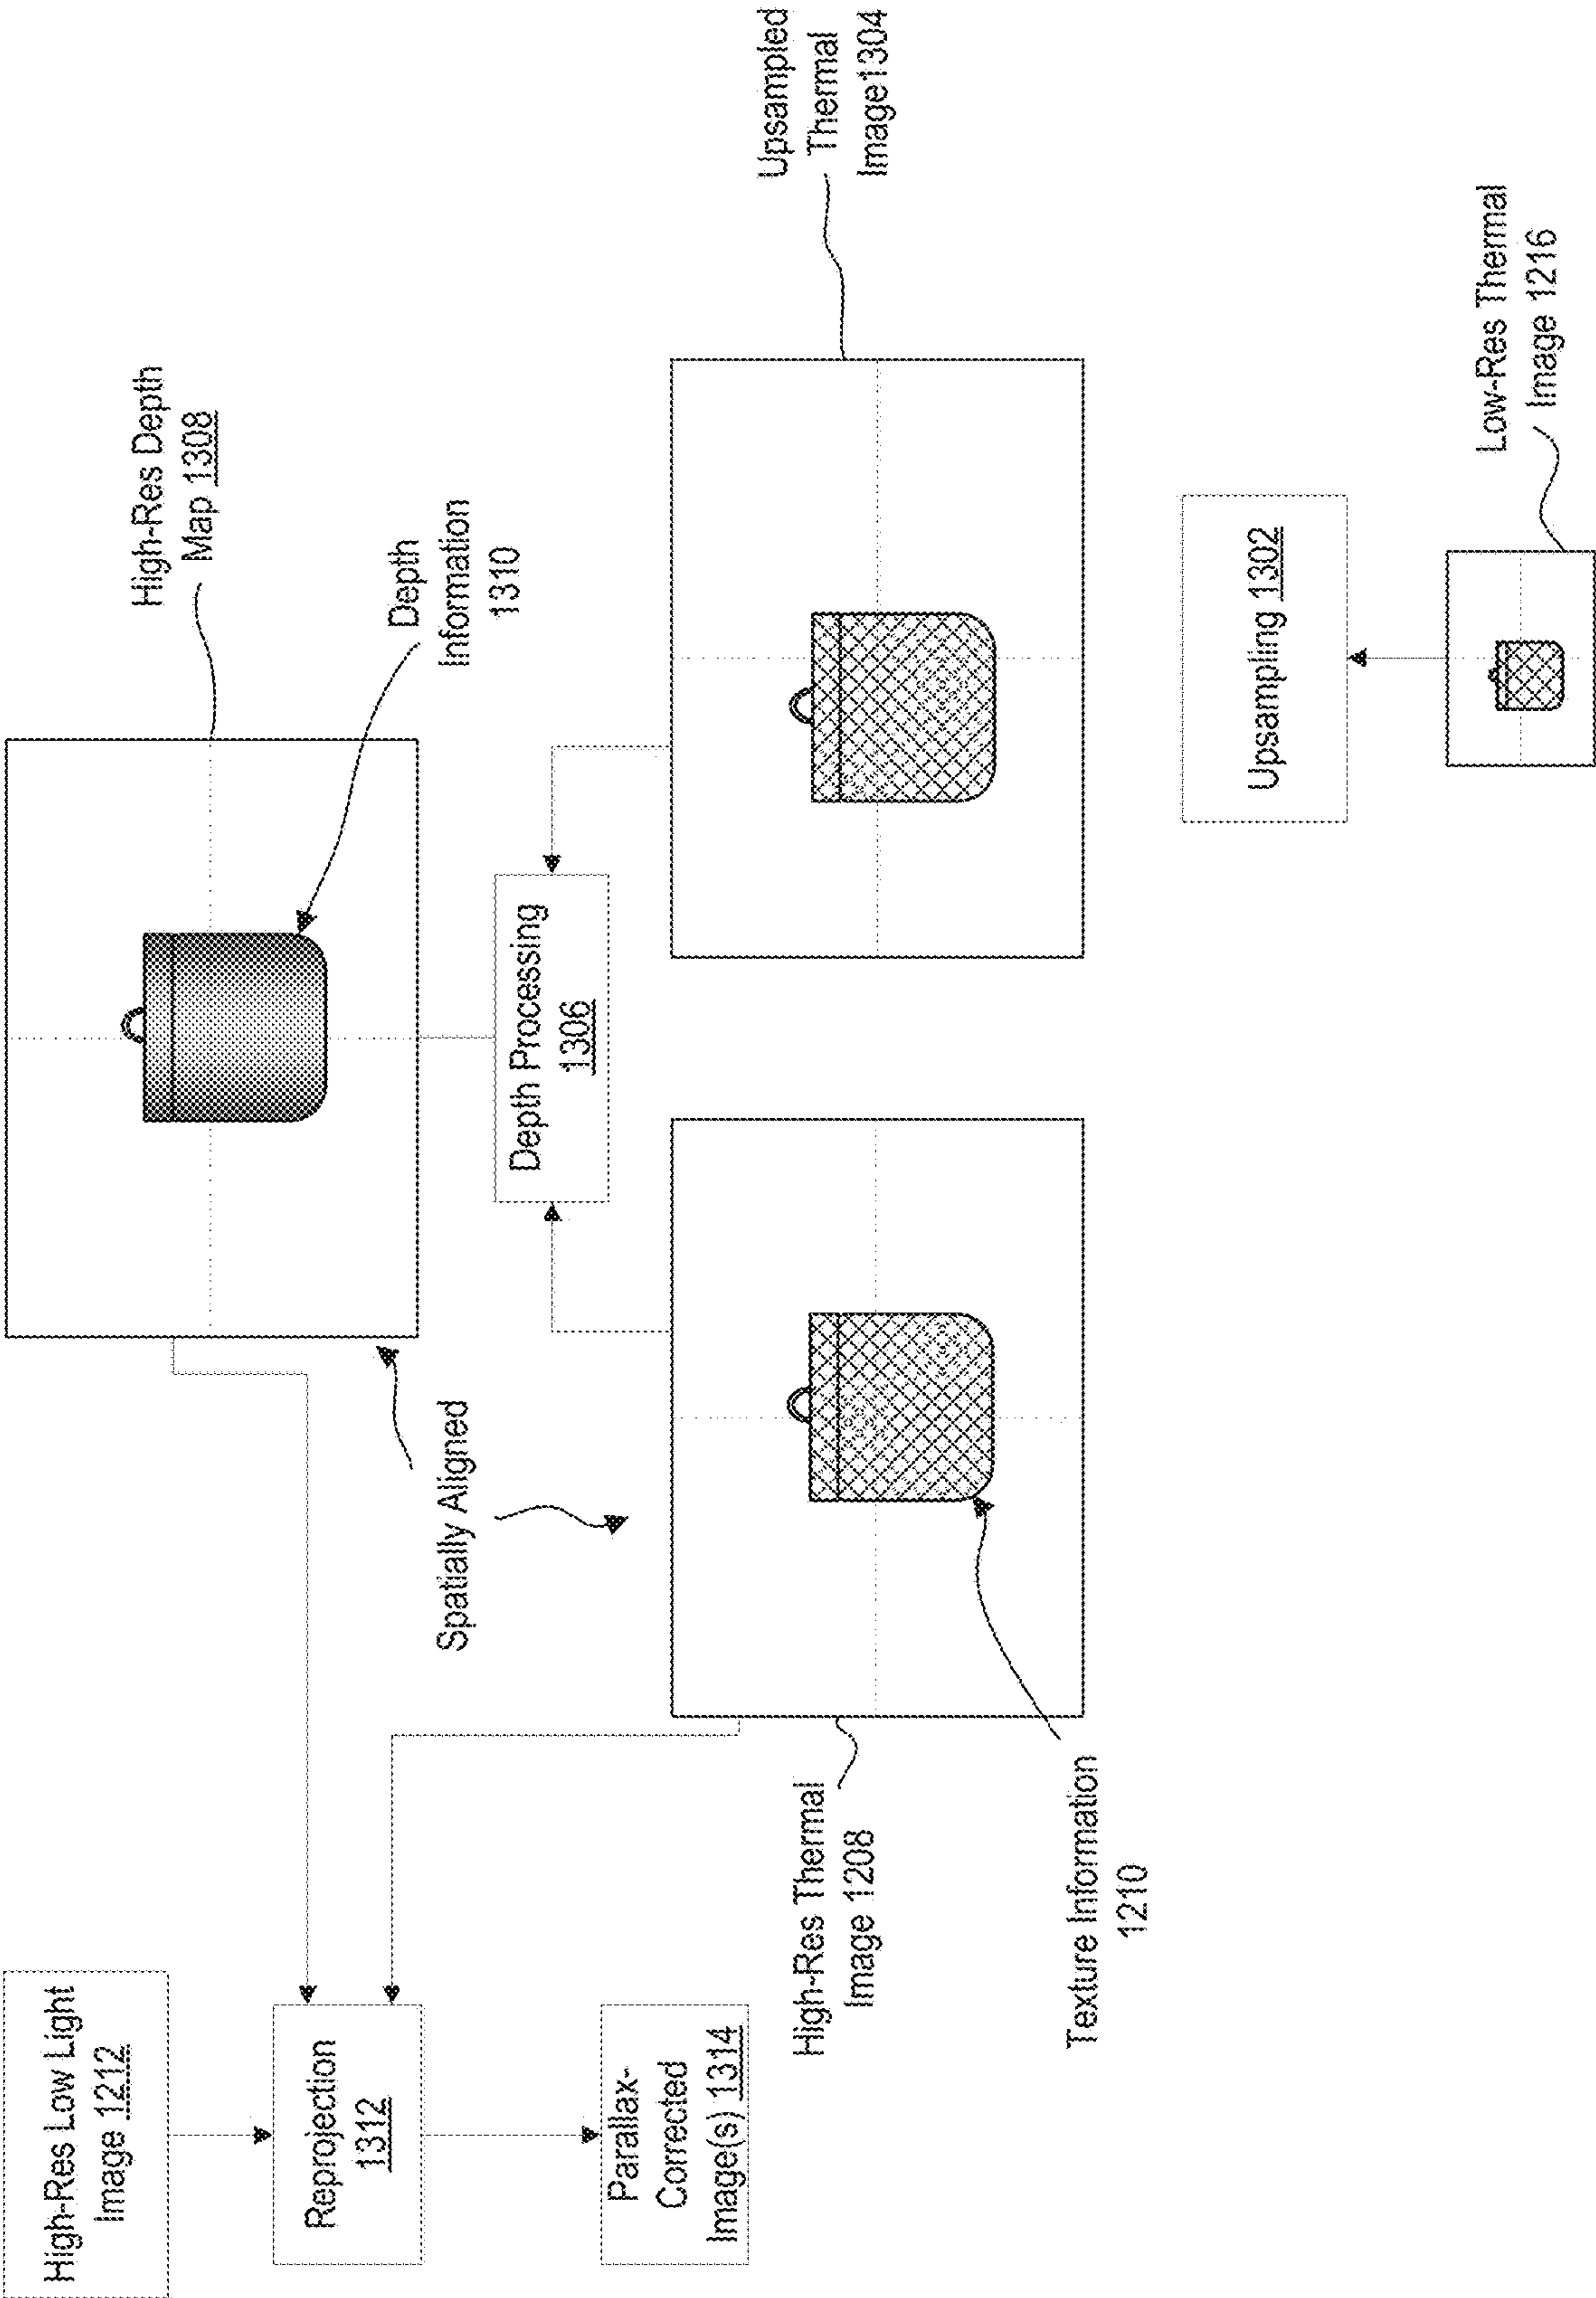 High-Res Low Light
Image 1212
Reprojection
1312
Parallax-
Corrected
Image(s) 1314
Spatially Aligned
High-Res Thermal
Image 1208
Texture Information
1210
High-Res Depth
Map 1308
Depth
Information
1310
Depth Processing
1306
Upsampled
Thermal
Image1304
Upsampling 1302
Low-Res Thermal
Image 1216